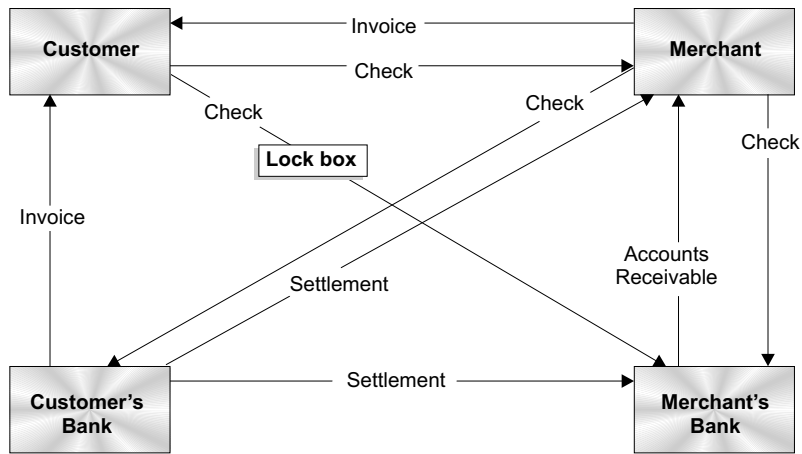 Invoice
Customer
Merchant
Check
Check
Check
Check
Lock box
Invoice
Accounts
Receivable
Settlement
Settlement
Customer's
Bank
Merchant's
Bank